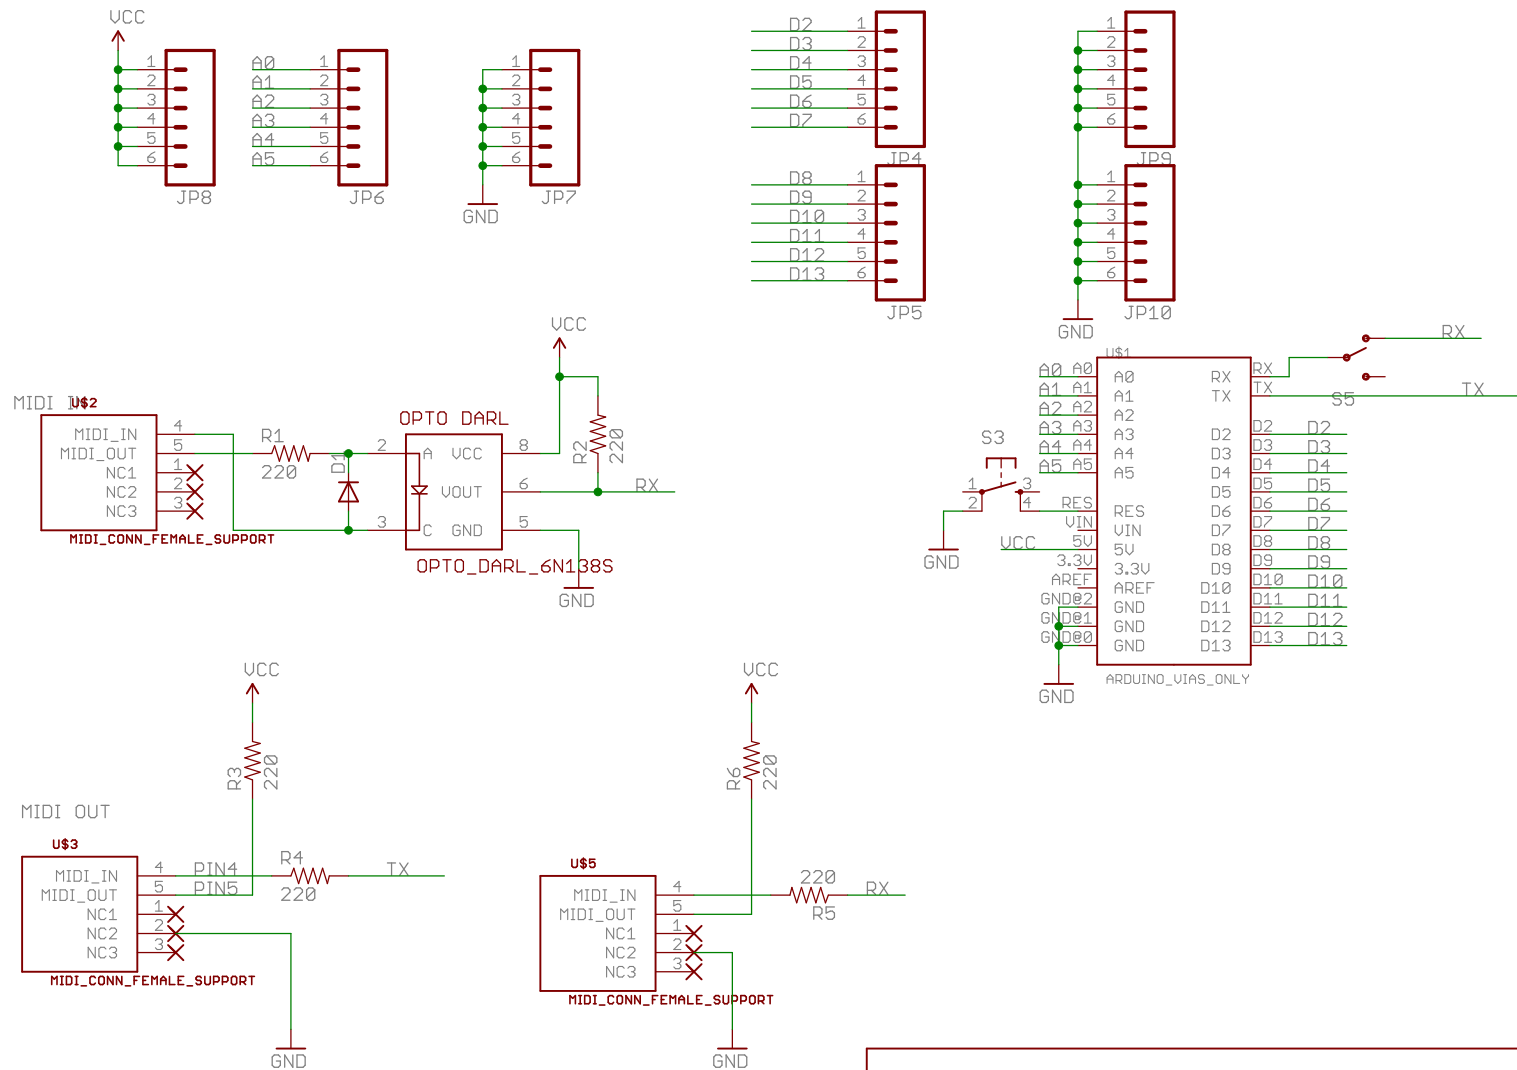 VCC
1
2
3
4
5
6
JP8
A0 1
A1 2
A2 3
A3 4
A4 5
A5 6
JP6
1
2
3
4
5
6
JP7
GND
D2 1
D3 2
D4 3
D5 4
D6 5
D7 6
JP4
D8 1
D9 2
D10 3
D11 4
D12 5
D13 6
JP5
1
2
3
4
5
6
JP9
1
2
3
4
5
6
JP10
GND
MIDI IN
U$2
MIDI_IN 4
MIDI_OUT 5
NC1 1
NC2 2
NC3 3
MIDI_CONN_FEMALE_SUPPORT
R1
220
D1
OPTO DARL
2 A VCC 8
VOUT 6
3 C GND 5
OPTO_DARL_6N138S
VCC
R2
220
RX
GND
S3
1 3
2 4
GND
U$1
A0 A0 A0 RX RX
A1 A1 A1 TX TX
A2 A2 A2
A3 A3 A3 D2 D2 D2
A4 A4 A4 D3 D3 D3
A5 A5 A5 D4 D4 D4
D5 D5 D5
RES RES D6 D6 D6
VIN VIN D7 D7 D7
VCC 5V 5V D8 D8 D8
3.3V 3.3V D9 D9 D9
AREF AREF D10 D10 D10
GND@2 GND D11 D11 D11
GND@1 GND D12 D12 D12
GND@0 GND D13 D13 D13
ARDUINO_VIAS_ONLY
GND
RX
S5
TX
VCC
R3
220
MIDI OUT
U$3
MIDI_IN 4 PIN4
MIDI_OUT 5 PIN5
NC1 1
NC2 2
NC3 3
MIDI_CONN_FEMALE_SUPPORT
R4
220
TX
GND
VCC
R6
220
U$5
MIDI_IN 4
MIDI_OUT 5
NC1 1
NC2 2
NC3 3
MIDI_CONN_FEMALE_SUPPORT
220
R5
RX
GND